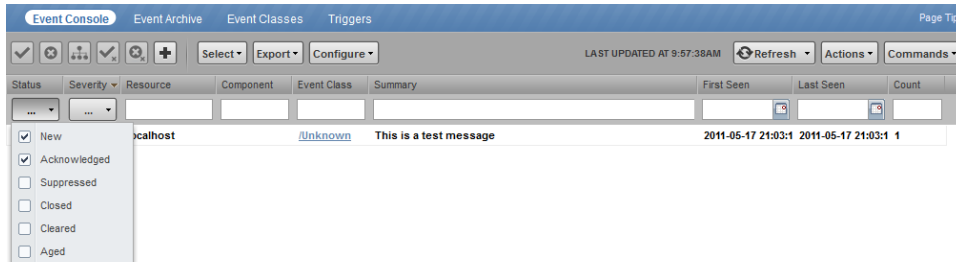 Event Console Event Archive Event Classes Triggers Page Tip
Select Export Configure LAST UPDATED AT 9:57:38AM Refresh Actions Commands
Status Severity Resource Component Event Class Summary First Seen Last Seen Count
... ...
New ocalhost /Unknown This is a test message 2011-05-17 21:03:1 2011-05-17 21:03:1 1
Acknowledged
Suppressed
Closed
Cleared
Aged